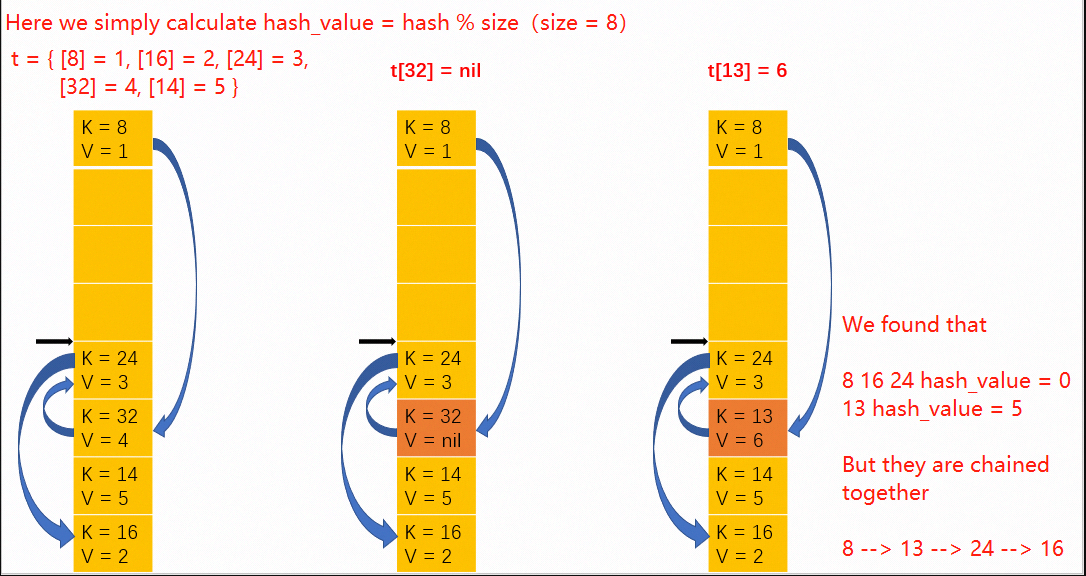 Here we simply calculate hash_value = hash % size（size = 8）
t = { [8] = 1, [16] = 2, [24] = 3,
[32] = 4, [14] = 5 }
K = 8
V = 1
K = 24
V = 3
K = 32
V = 4
K = 14
V = 5
K = 16
V = 2
t[32] = nil
K = 8
V = 1
K = 24
V = 3
K = 32
V = nil
K = 14
V = 5
K = 16
V = 2
t[13] = 6
K = 8
V = 1
K = 24
V = 3
K = 13
V = 6
K = 14
V = 5
K = 16
V = 2
We found that
8 16 24 hash_value = 0
13 hash_value = 5
But they are chained
together
8 --> 13 --> 24 --> 16